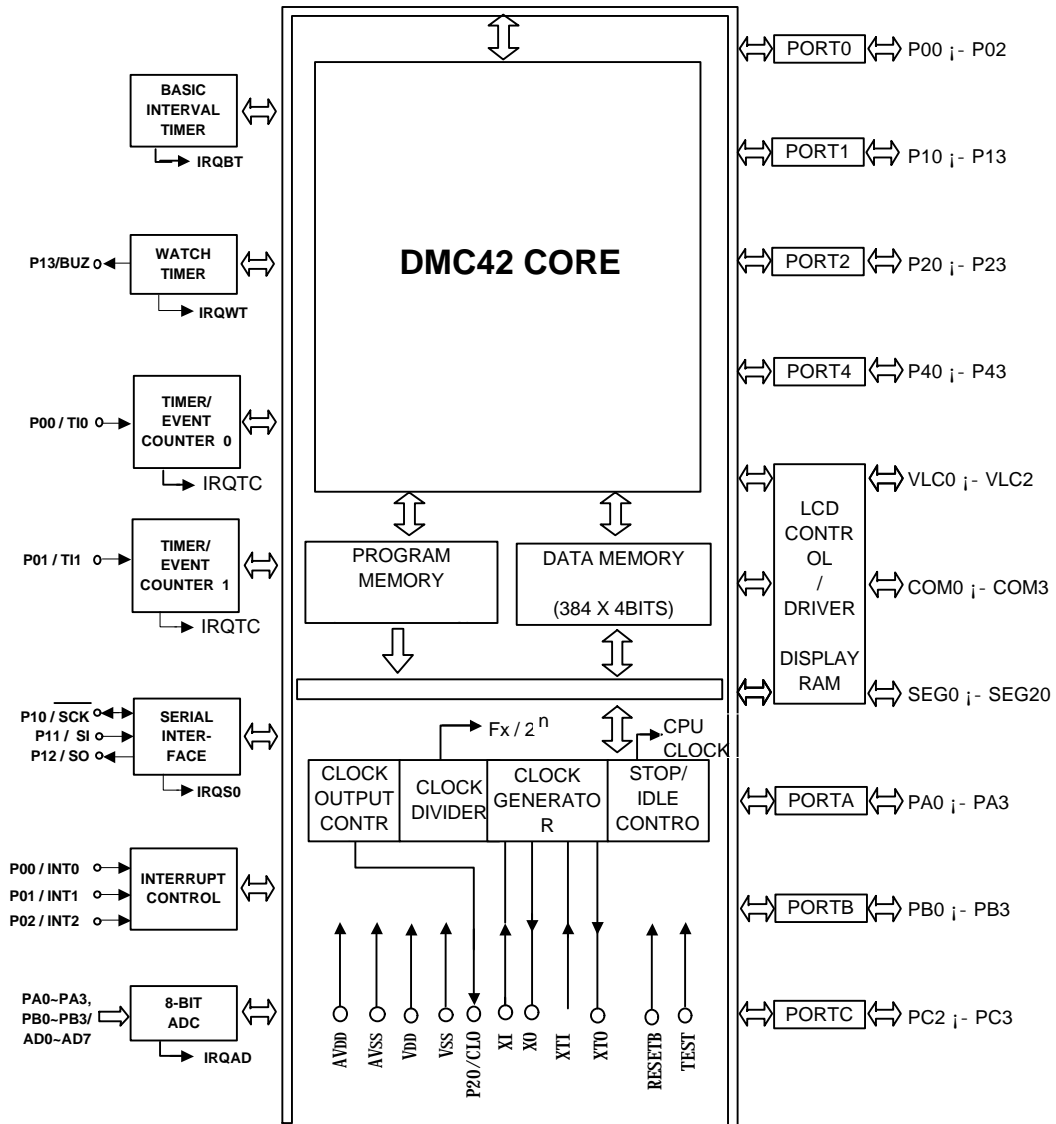 BASIC
INTERVAL
TIMER
IRQBT
P13/BUZ
WATCH
TIMER
IRQWT
P00 / TI0
TIMER/
EVENT
COUNTER 0
IRQTC
P01 / TI1
TIMER/
EVENT
COUNTER 1
IRQTC
P10 / SCK
P11 / SI
P12 / SO
SERIAL
INTER-
FACE
IRQS0
P00 / INT0
P01 / INT1
P02 / INT2
INTERRUPT
CONTROL
PA0~PA3,
PB0~PB3/
AD0~AD7
8-BIT
ADC
IRQAD
DMC42 CORE
PROGRAM
MEMORY
DATA MEMORY
(384 X 4BITS)
Fx / 2 n
CPU
CLOCK
CLOCK
OUTPUT
CONTR
CLOCK
DIVIDER
CLOCK
GENERATO
R
STOP/
IDLE
CONTRO
AVDD
AVSS
VDD
VSS
P20/CLO
XI
XO
XTI
XTO
RESETB
TEST
PORT0
P00 ¡- P02
PORT1
P10 ¡- P13
PORT2
P20 ¡- P23
PORT4
P40 ¡- P43
LCD
CONTR
OL
/
DRIVER
DISPLAY
RAM
VLC0 ¡- VLC2
COM0 ¡- COM3
SEG0 ¡- SEG20
PORTA
PA0 ¡- PA3
PORTB
PB0 ¡- PB3
PORTC
PC2 ¡- PC3